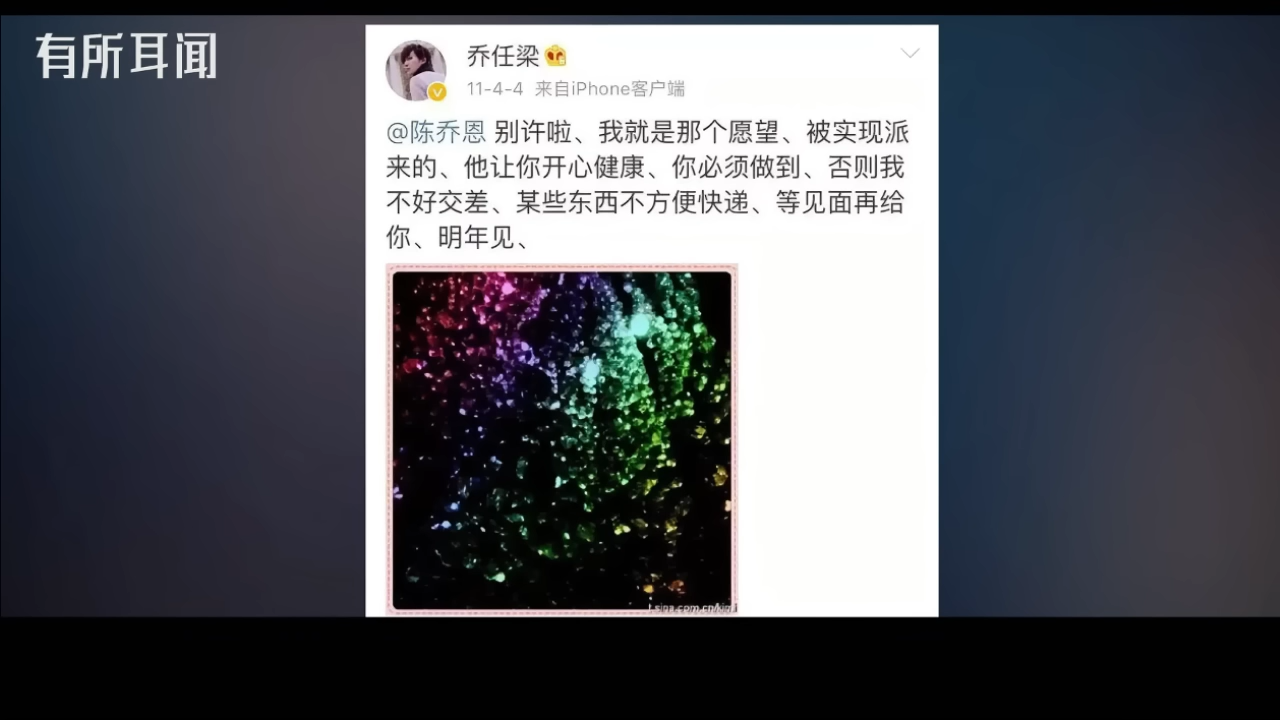 有所耳闻
乔任梁
11-4-4 来自iPhone客户端
@陈乔恩 别许啦、我就是那个愿望、被实现派
来的、他让你开心健康、你必须做到、否则我
不好交差、某些东西不方便快递、等见面再给
你、明年见、